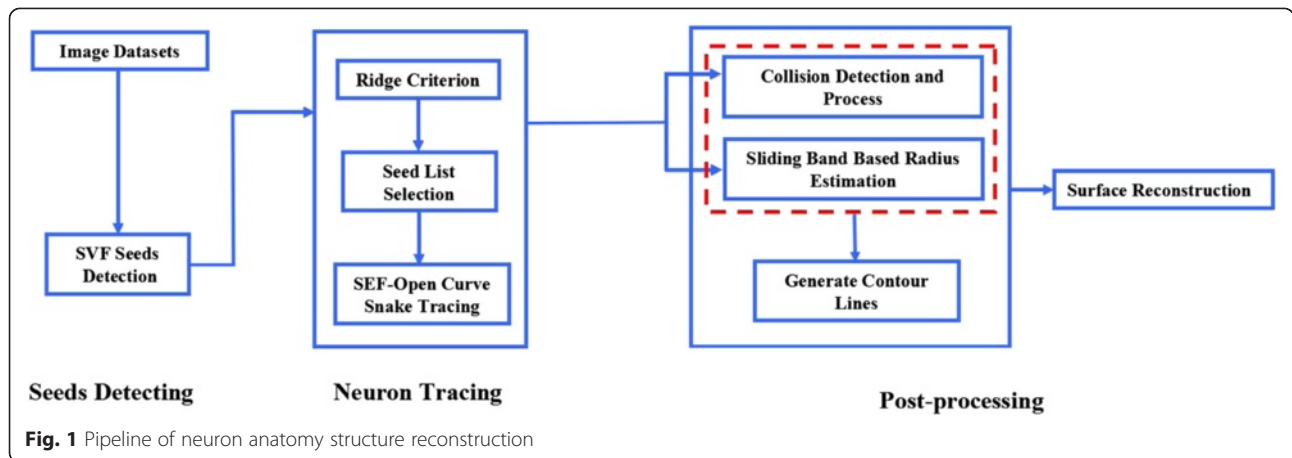 Image Datasets
SVF Seeds
Detection
Seeds Detecting
Ridge Criterion
Seed List
Selection
SEF-Open Curve
Snake Tracing
Neuron Tracing
Collision Detection and
Process
Sliding Band Based Radius
Estimation
Generate Contour
Lines
Post-processing
Surface Reconstruction
Fig. 1 Pipeline of neuron anatomy structure reconstruction